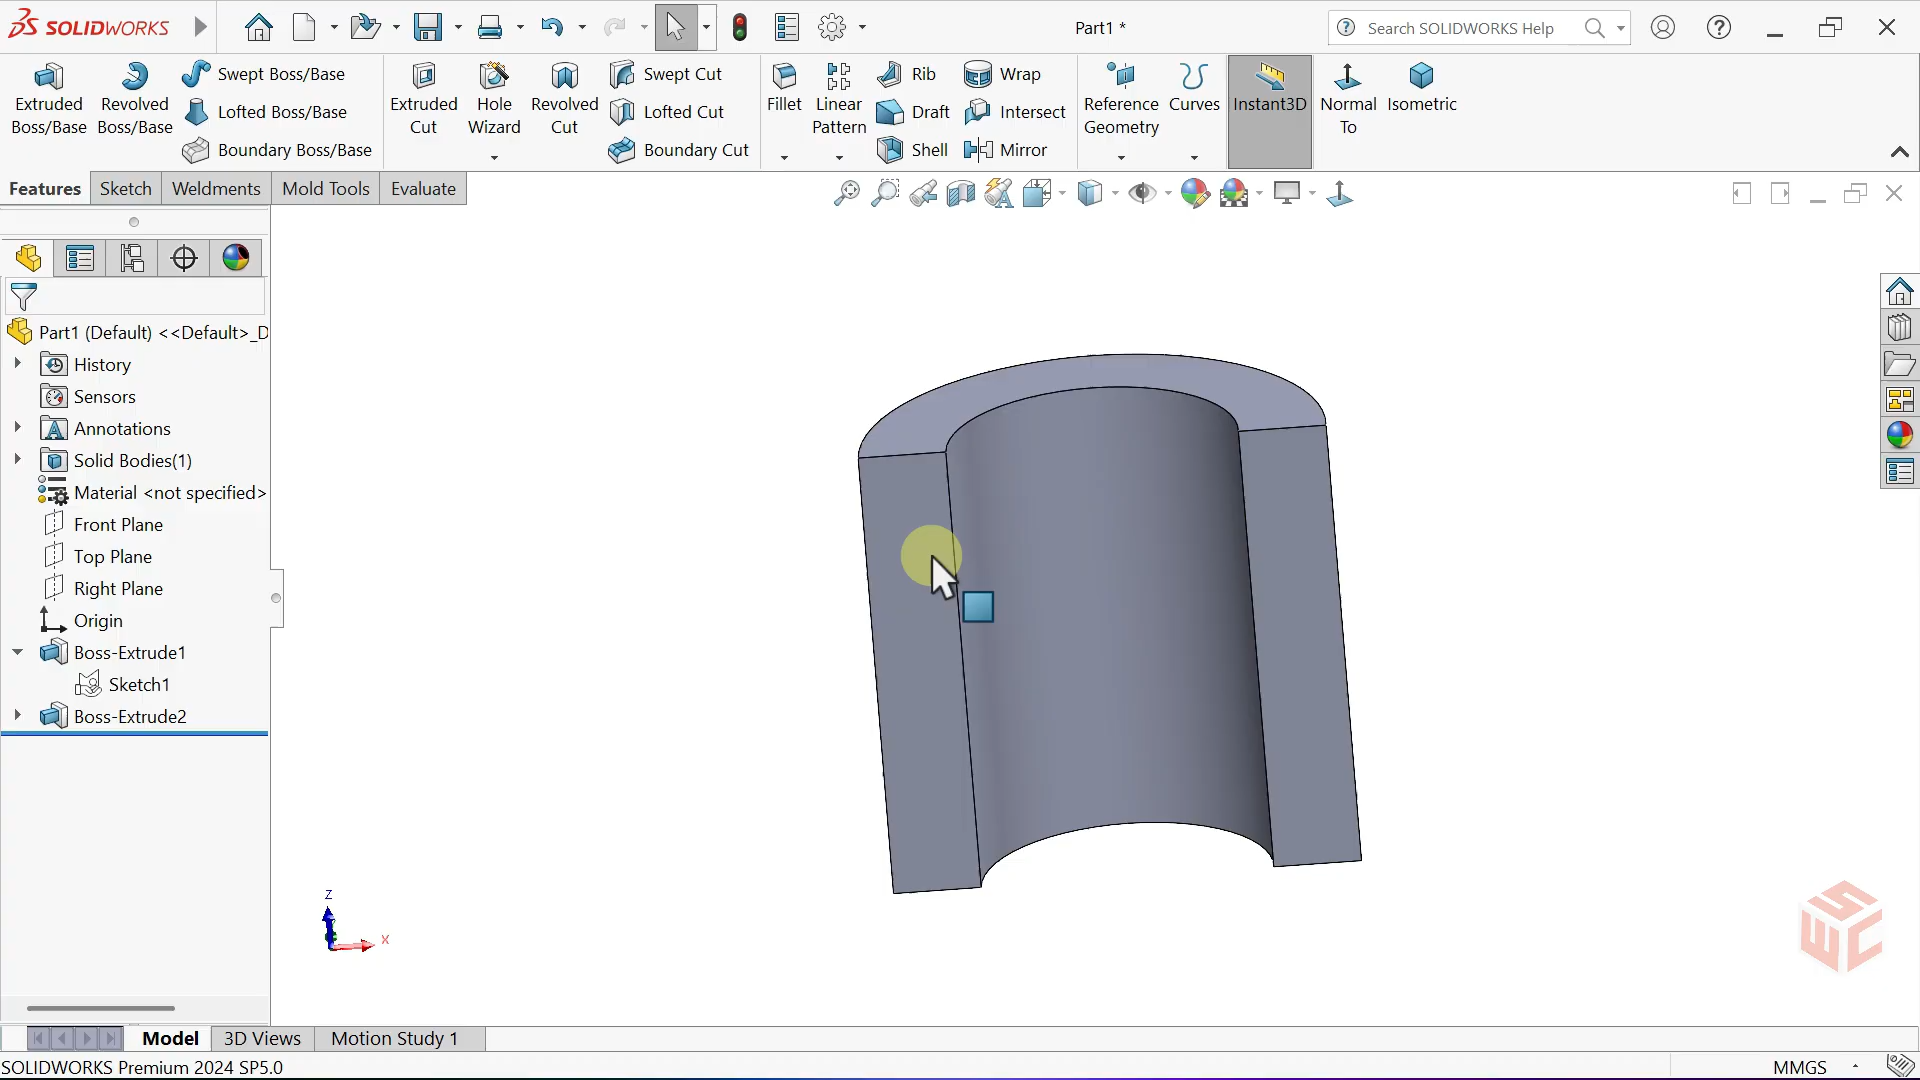 SOLIDWORKS
Part1 *
Search SOLIDWORKS Help
Extruded Boss/Base
Revolved Boss/Base
Swept Boss/Base
Lofted Boss/Base
Boundary Boss/Base
Extruded Cut
Hole Wizard
Revolved Cut
Swept Cut
Lofted Cut
Boundary Cut
Fillet
Linear Pattern
Rib
Draft
Shell
Wrap
Intersect
Mirror
Reference Geometry
Curves
Instant3D
Normal To
Isometric
Features
Sketch
Weldments
Mold Tools
Evaluate
Part1 (Default) <<Default>_D
History
Sensors
Annotations
Solid Bodies(1)
Material <not specified>
Front Plane
Top Plane
Right Plane
Origin
Boss-Extrude1
Sketch1
Boss-Extrude2
Z
X
SWC
Model
3D Views
Motion Study 1
SOLIDWORKS Premium 2024 SP5.0
MMGS